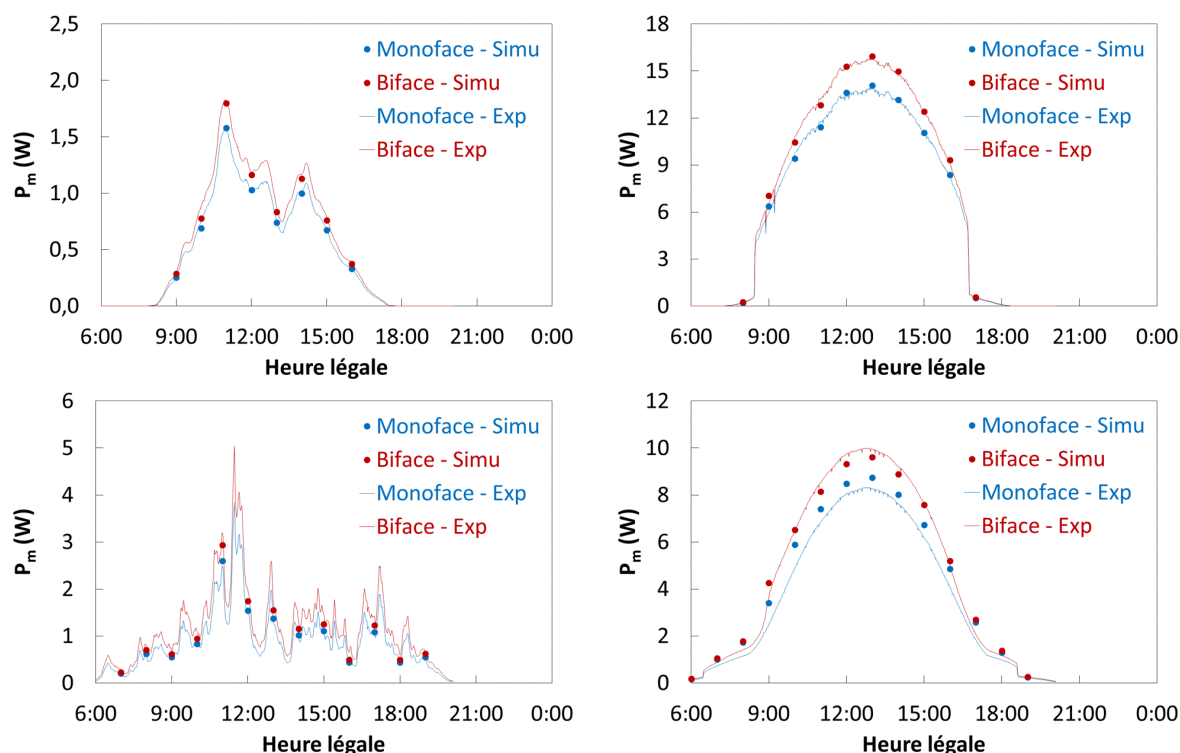 2,5
2,0
1,5
1,0
0,5
0,0
P_m (W)
Monoface - Simu
Biface - Simu
Monoface - Exp
Biface - Exp
6:00 9:00 12:00 15:00 18:00 21:00 0:00
Heure légale
18
15
12
9
6
3
0
P_m (W)
Monoface - Simu
Biface - Simu
Monoface - Exp
Biface - Exp
6:00 9:00 12:00 15:00 18:00 21:00 0:00
Heure légale
6
5
4
3
2
1
0
P_m (W)
Monoface - Simu
Biface - Simu
Monoface - Exp
Biface - Exp
6:00 9:00 12:00 15:00 18:00 21:00 0:00
Heure légale
12
10
8
6
4
2
0
P_m (W)
Monoface - Simu
Biface - Simu
Monoface - Exp
Biface - Exp
6:00 9:00 12:00 15:00 18:00 21:00 0:00
Heure légale